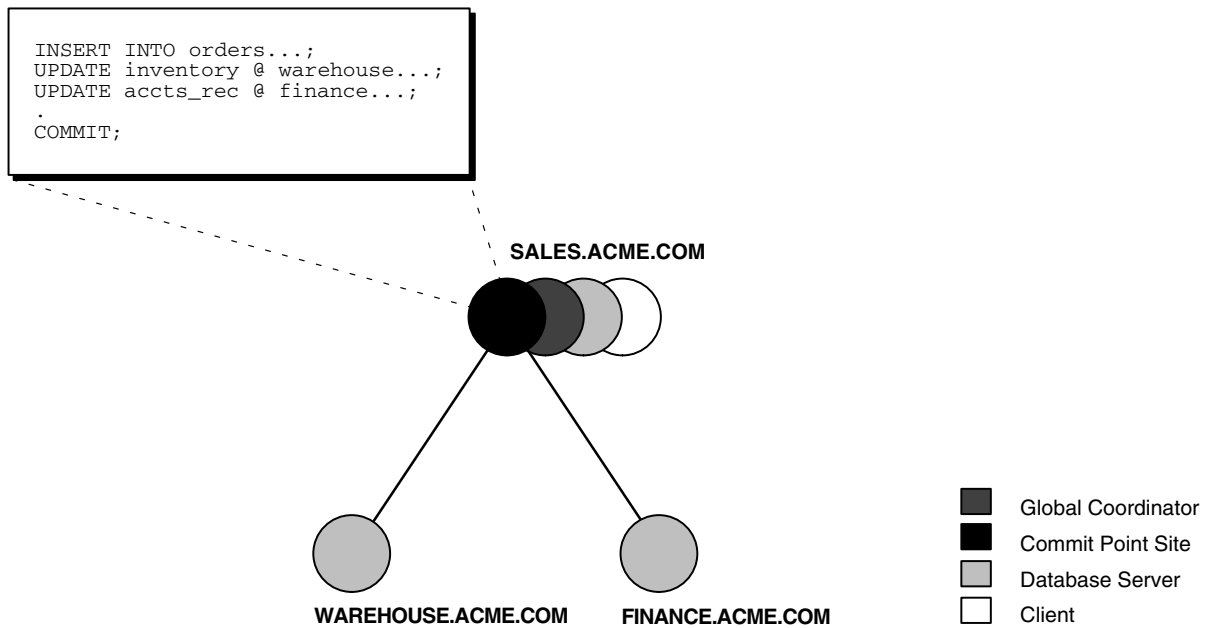 INSERT INTO orders...;
UPDATE inventory @ warehouse...;
UPDATE accts_rec @ finance...;
.
COMMIT;
SALES.ACME.COM
WAREHOUSE.ACME.COM
FINANCE.ACME.COM
Global Coordinator
Commit Point Site
Database Server
Client